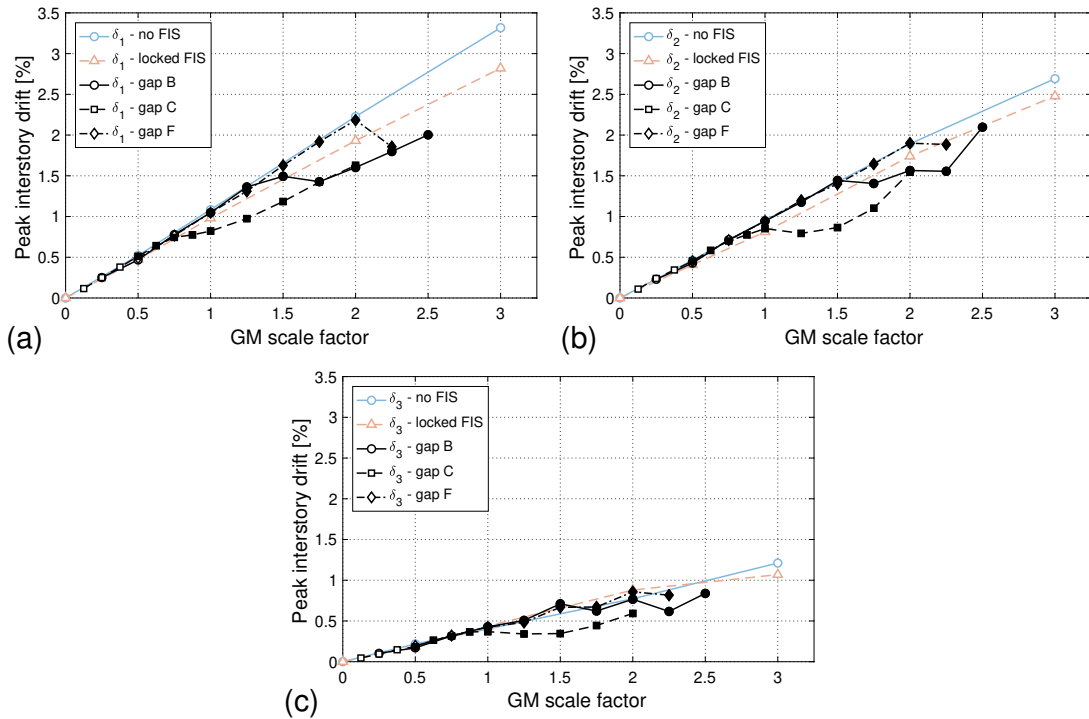 3.5
3
2.5
2
1.5
1
0.5
0
Peak interstory drift [%]
δ1 - no FIS
δ1 - locked FIS
δ1 - gap B
δ1 - gap C
δ1 - gap F
0 0.5 1 1.5 2 2.5 3
GM scale factor
(a)
3.5
3
2.5
2
1.5
1
0.5
0
Peak interstory drift [%]
δ2 - no FIS
δ2 - locked FIS
δ2 - gap B
δ2 - gap C
δ2 - gap F
0 0.5 1 1.5 2 2.5 3
GM scale factor
(b)
3.5
3
2.5
2
1.5
1
0.5
0
Peak interstory drift [%]
δ3 - no FIS
δ3 - locked FIS
δ3 - gap B
δ3 - gap C
δ3 - gap F
0 0.5 1 1.5 2 2.5 3
GM scale factor
(c)